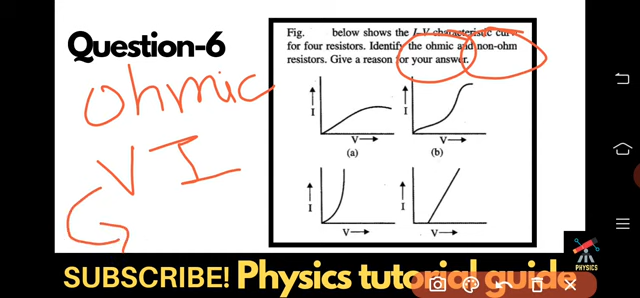 Question-6
Fig. below shows the I-V characteristic curve
for four resistors. Identify the ohmic and non-ohm
resistors. Give a reason for your answer.
Ohmic
V I
G
I
V
(a)
I
V
(b)
I
V
I
V
PHYSICS
SUBSCRIBE! Physics tutorial guide